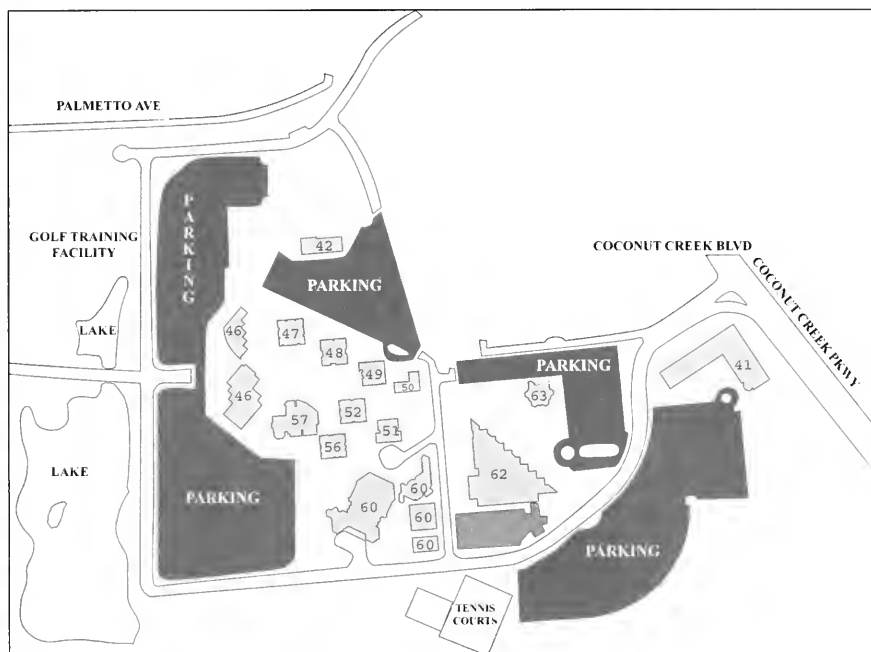 PALMETTO AVE
PARKING
GOLF TRAINING
FACILITY
42
COCONUT CREEK BLVD
COCONUT CREEK PKWY
PARKING
LAKE
46
47
48
49
50
PARKING
41
63
46
57
52
51
56
62
LAKE
PARKING
60
60
60
60
PARKING
TENNIS
COURTS